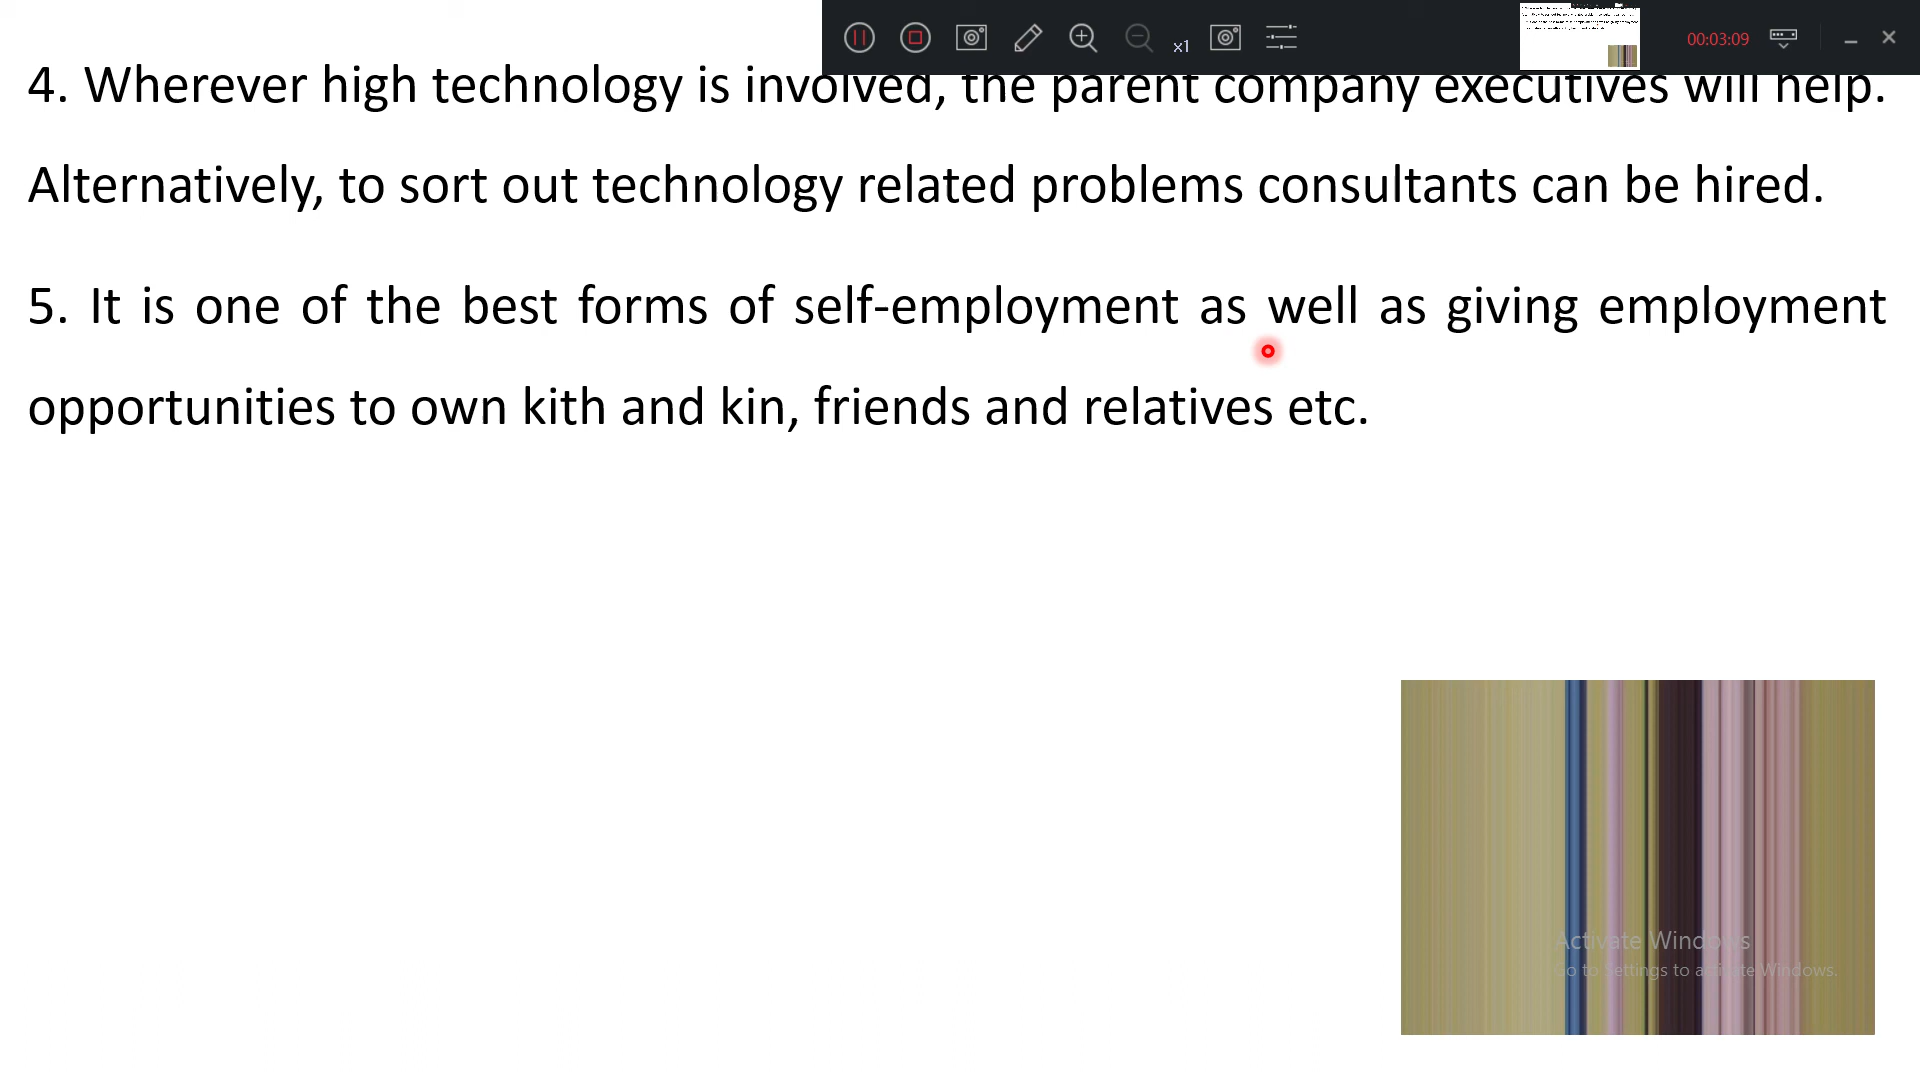 x1
00:03:09
4. Wherever high technology is involved, the parent company executives will help.
Alternatively, to sort out technology related problems consultants can be hired.
5. It is one of the best forms of self-employment as well as giving employment
opportunities to own kith and kin, friends and relatives etc.
Activate Windows
Go to Settings to activate Windows.